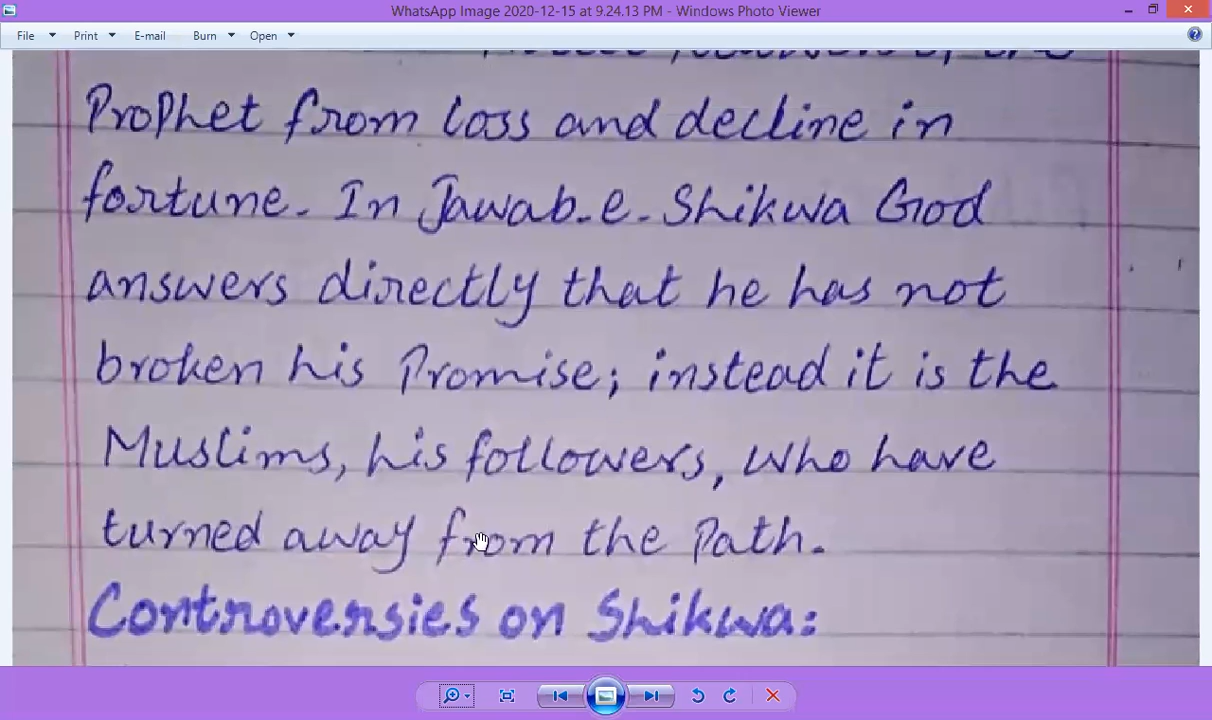 WhatsApp Image 2020-12-15 at 9.24.13 PM - Windows Photo Viewer
File Print E-mail Burn Open
Prophet from loss and decline in
fortune. In Jawab-e-Shikwa God
answers directly that he has not
broken his Promise; instead it is the
Muslims, his followers, who have
turned away from the Path.
Controversies on Shikwa: